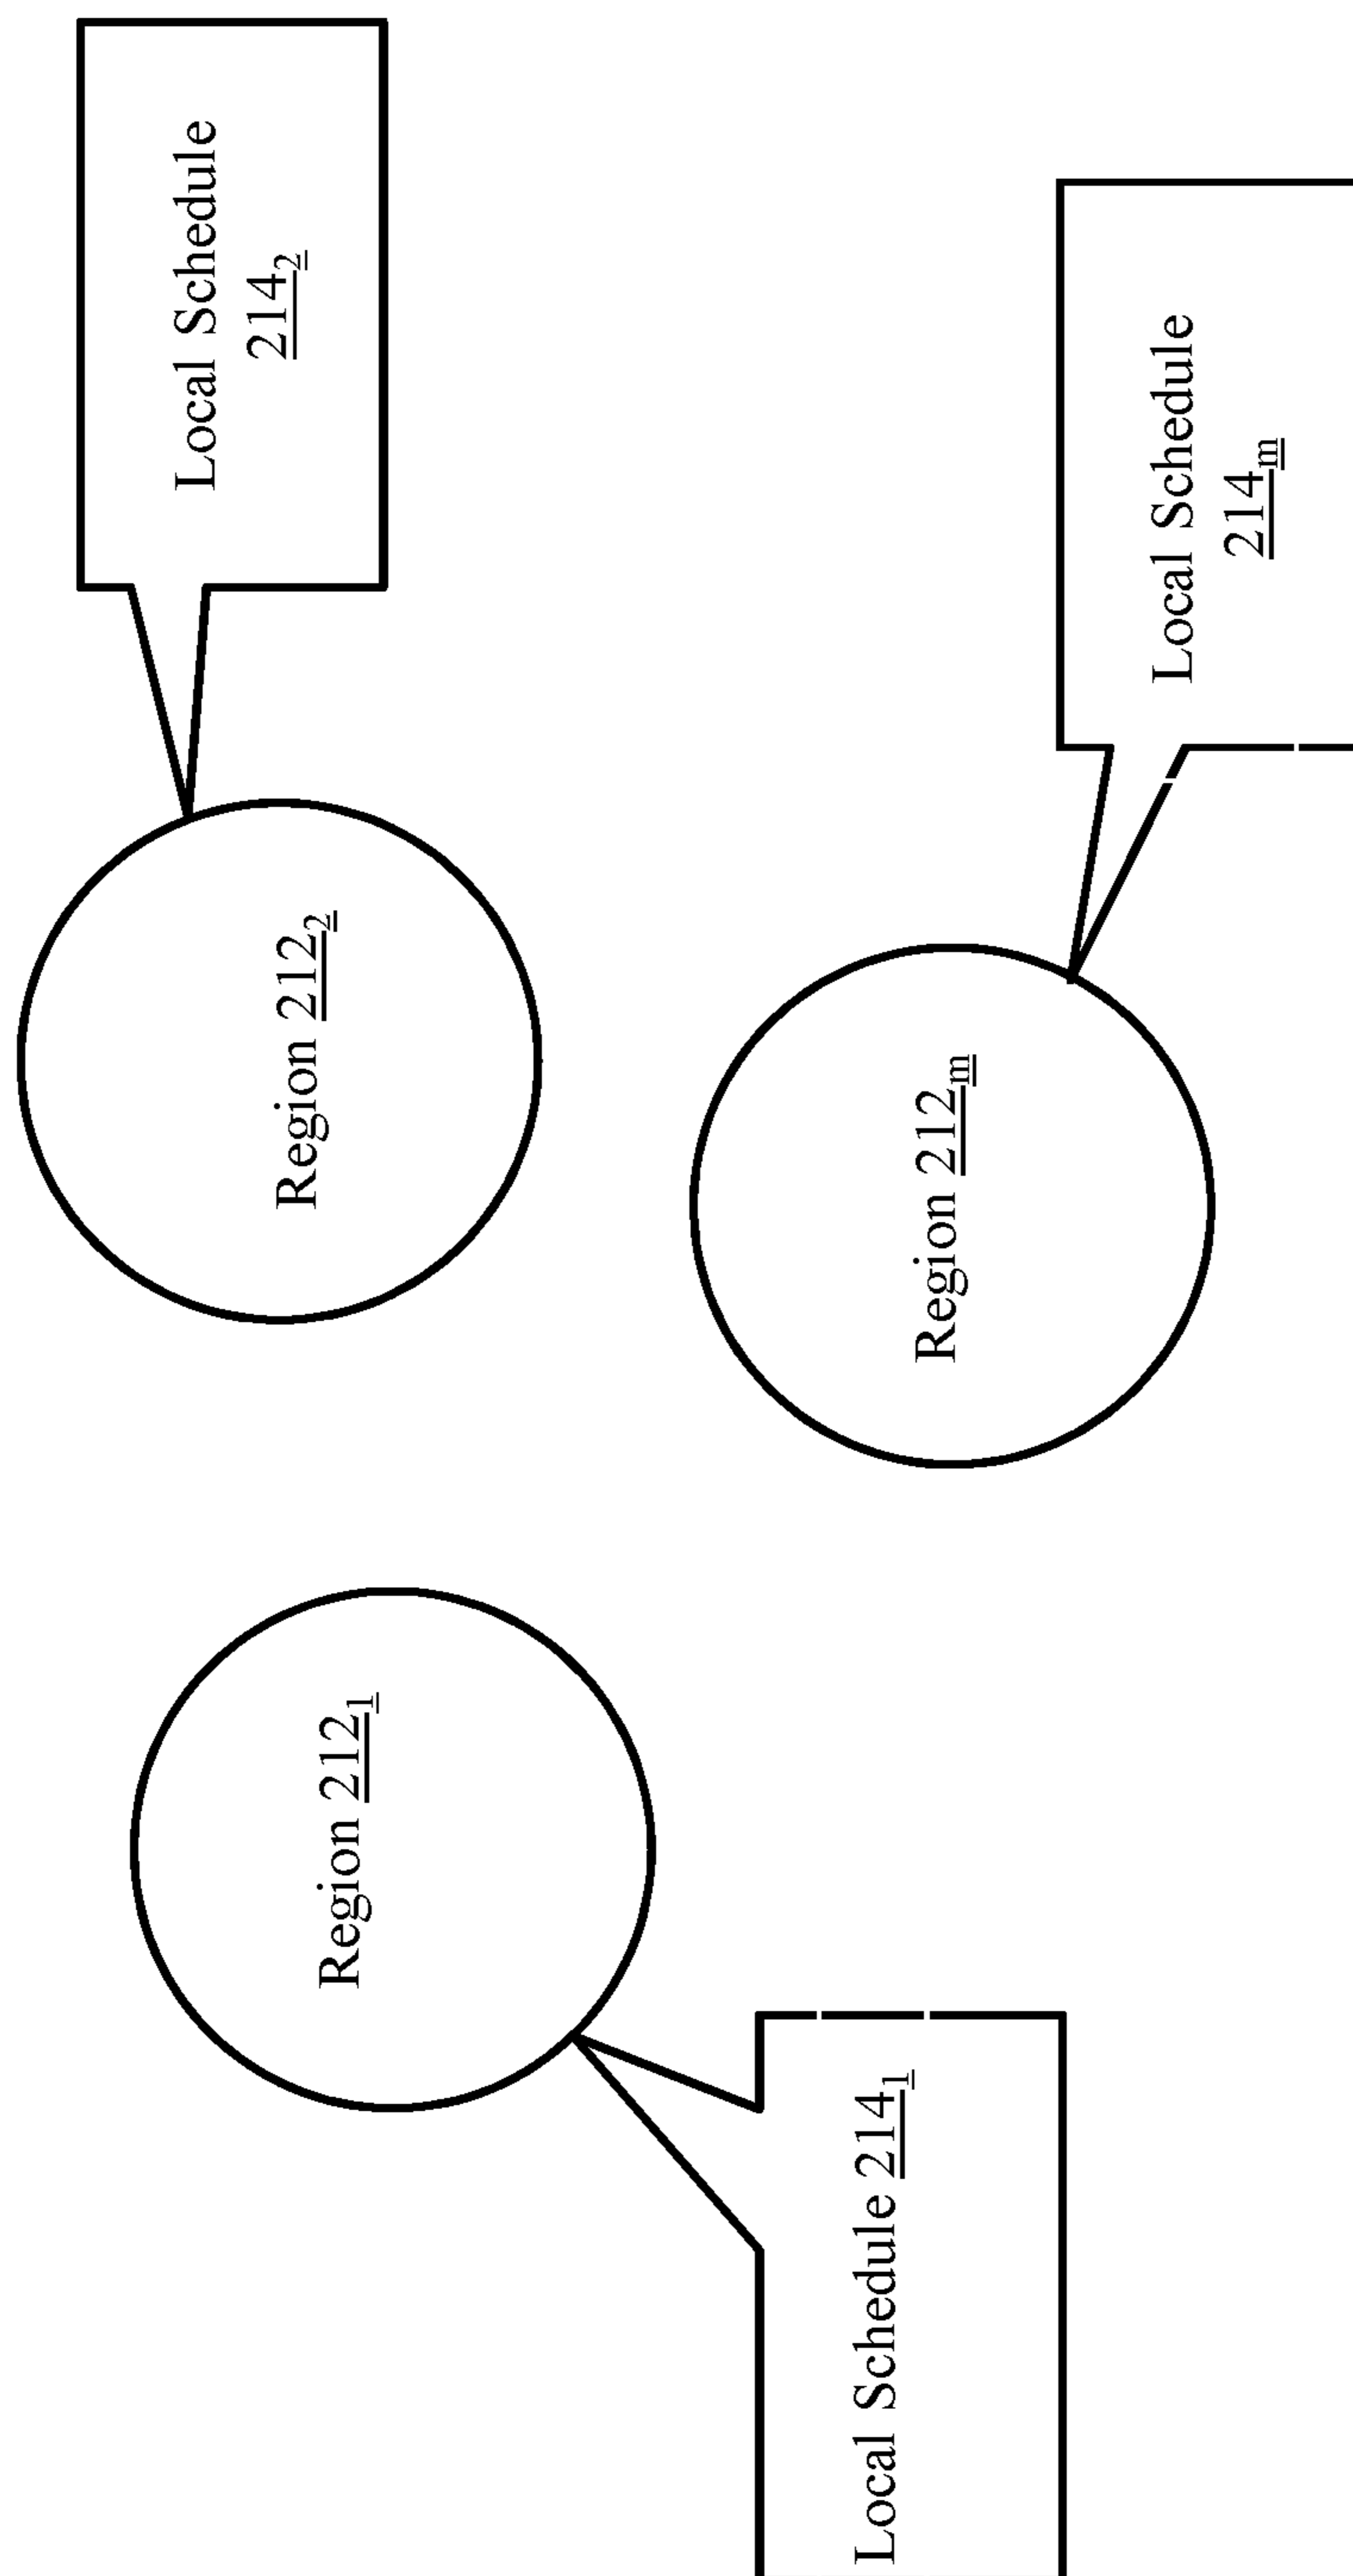 Region 212₁
Local Schedule 214₁
Region 212₂
Local Schedule
214₂
Region 212ₘ
Local Schedule
214ₘ